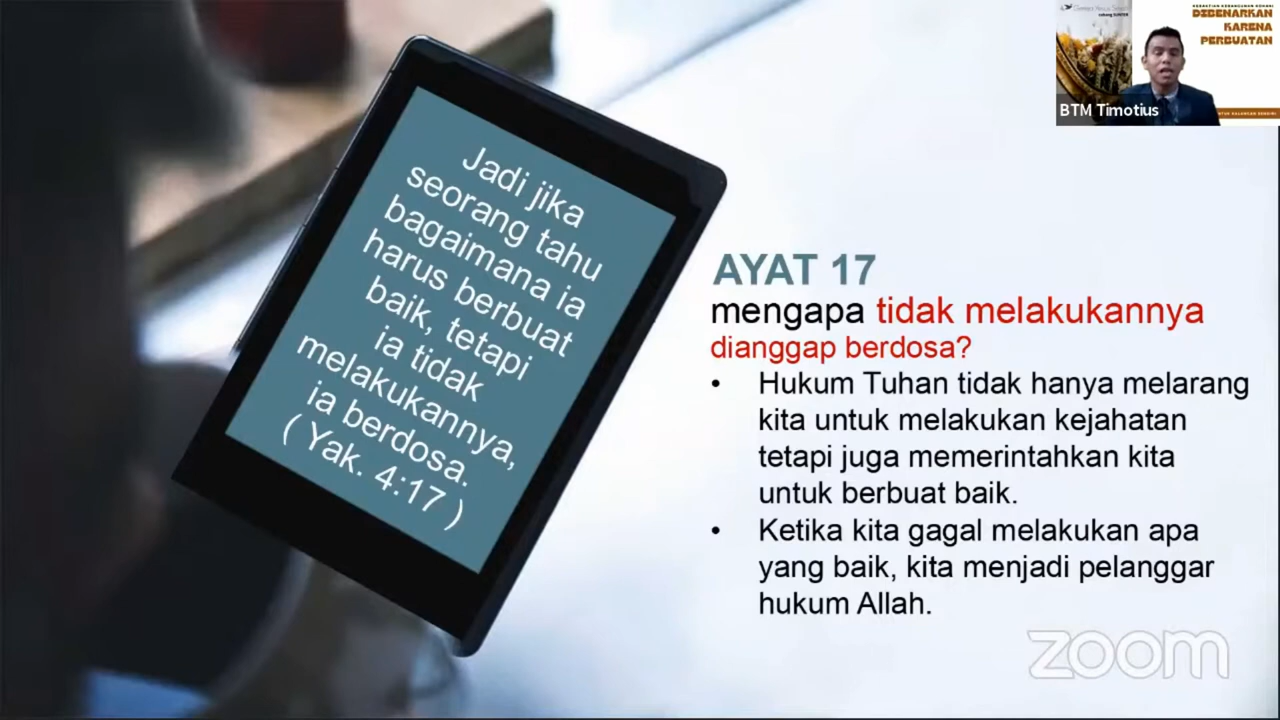 Jadi jika
seorang tahu
bagaimana ia
harus berbuat
baik, tetapi
ia tidak
melakukannya,
ia berdosa.
( Yak. 4:17 )
AYAT 17
mengapa tidak melakukannya
dianggap berdosa?
• Hukum Tuhan tidak hanya melarang
kita untuk melakukan kejahatan
tetapi juga memerintahkan kita
untuk berbuat baik.
• Ketika kita gagal melakukan apa
yang baik, kita menjadi pelanggar
hukum Allah.
DIBENARKAN
KARENA
PERBUATAN
BTM Timotius
zoom